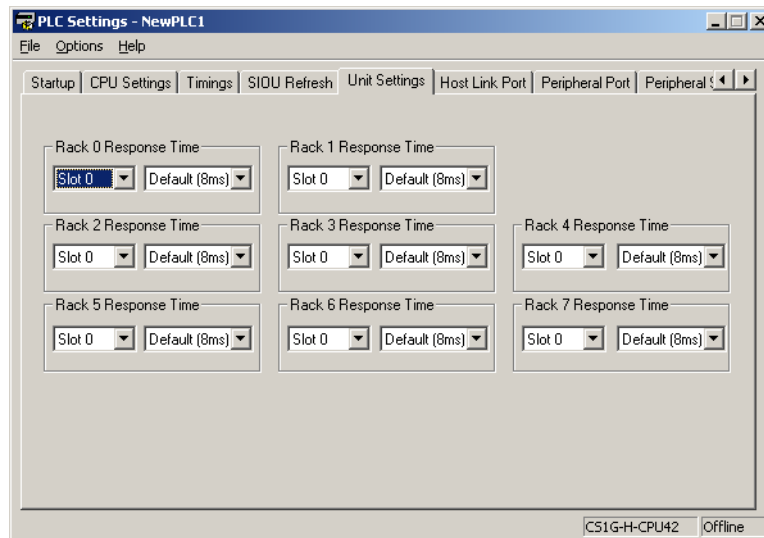 PLC Settings - NewPLC1
File Options Help
Startup CPU Settings Timings SIOU Refresh Unit Settings Host Link Port Peripheral Port Peripheral
Rack 0 Response Time Rack 1 Response Time
Slot 0 Default (8ms) Slot 0 Default (8ms)
Rack 2 Response Time Rack 3 Response Time Rack 4 Response Time
Slot 0 Default (8ms) Slot 0 Default (8ms) Slot 0 Default (8ms)
Rack 5 Response Time Rack 6 Response Time Rack 7 Response Time
Slot 0 Default (8ms) Slot 0 Default (8ms) Slot 0 Default (8ms)
CS1G-H-CPU42 Offline